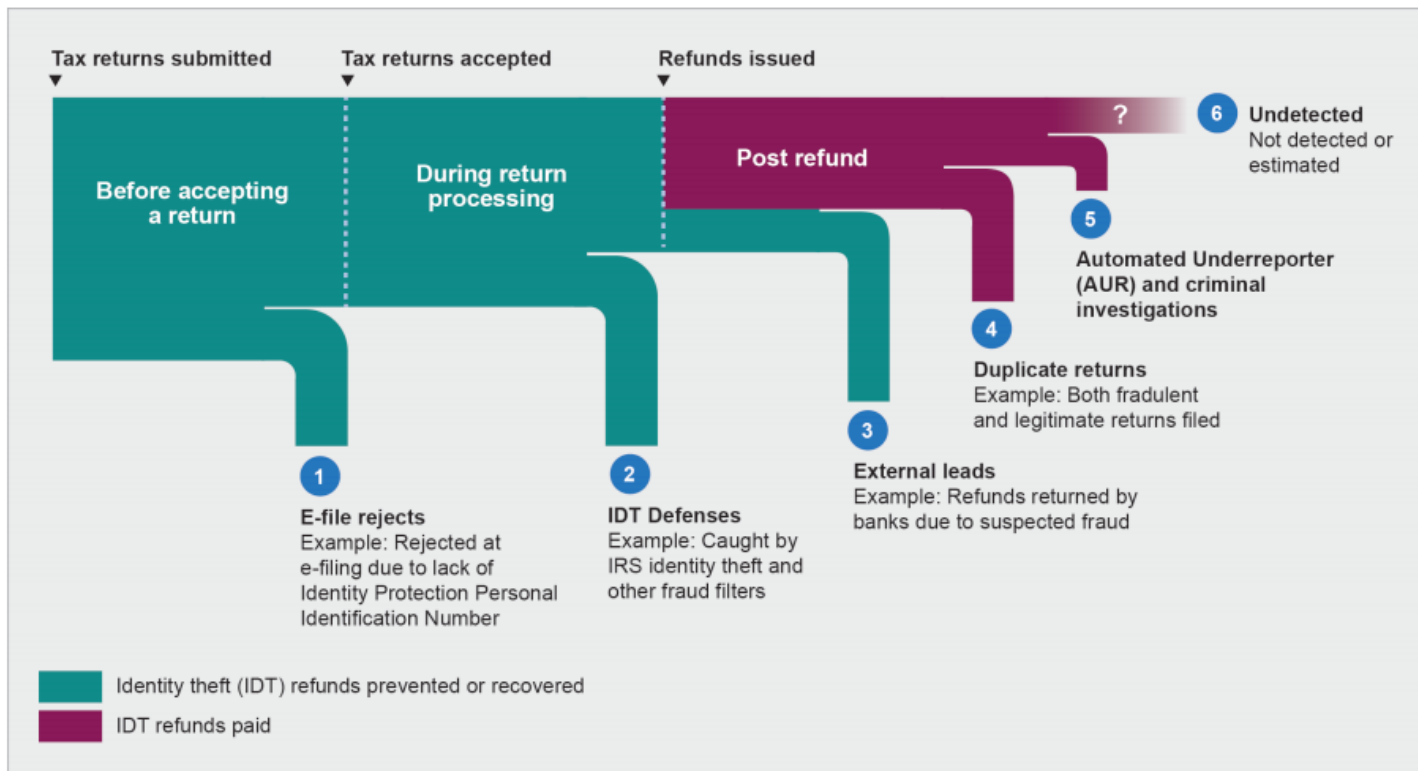 Tax returns submitted
Tax returns accepted
Refunds issued
Before accepting
a return
During return
processing
Post refund
?
6
Undetected
Not detected or
estimated
5
Automated Underreporter
(AUR) and criminal
investigations
4
Duplicate returns
Example: Both fradulent
and legitimate returns filed
3
External leads
Example: Refunds returned by
banks due to suspected fraud
1
E-file rejects
Example: Rejected at
e-filing due to lack of
Identity Protection Personal
Identification Number
2
IDT Defenses
Example: Caught by
IRS identity theft and
other fraud filters
Identity theft (IDT) refunds prevented or recovered
IDT refunds paid